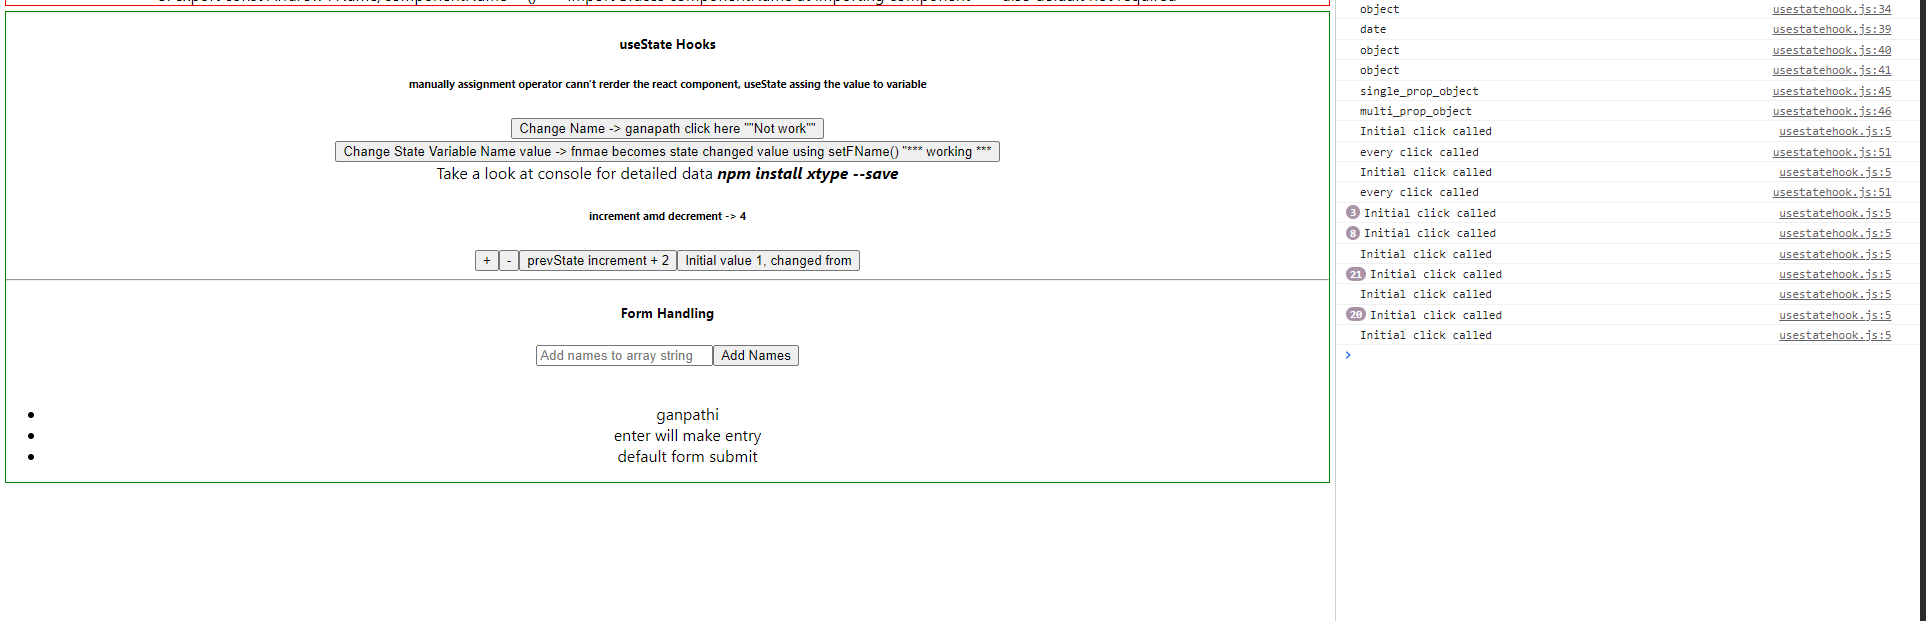 useState Hooks
manually assignment operator cann't rerder the react component, useState assing the value to variable
Change Name -> ganapath click here ""Not work""
Change State Variable Name value -> fnmae becomes state changed value using setFName() "*** working ***
Take a look at console for detailed data npm install xtype --save
increment amd decrement -> 4
+ - prevState increment + 2 Initial value 1, changed from
Form Handling
Add names to array string Add Names
ganpathi
enter will make entry
default form submit
object usestatehook.js:34
date usestatehook.js:39
object usestatehook.js:40
object usestatehook.js:41
single_prop_object usestatehook.js:45
multi_prop_object usestatehook.js:46
Initial click called usestatehook.js:5
every click called usestatehook.js:51
Initial click called usestatehook.js:5
every click called usestatehook.js:51
3 Initial click called usestatehook.js:5
8 Initial click called usestatehook.js:5
Initial click called usestatehook.js:5
21 Initial click called usestatehook.js:5
Initial click called usestatehook.js:5
20 Initial click called usestatehook.js:5
Initial click called usestatehook.js:5